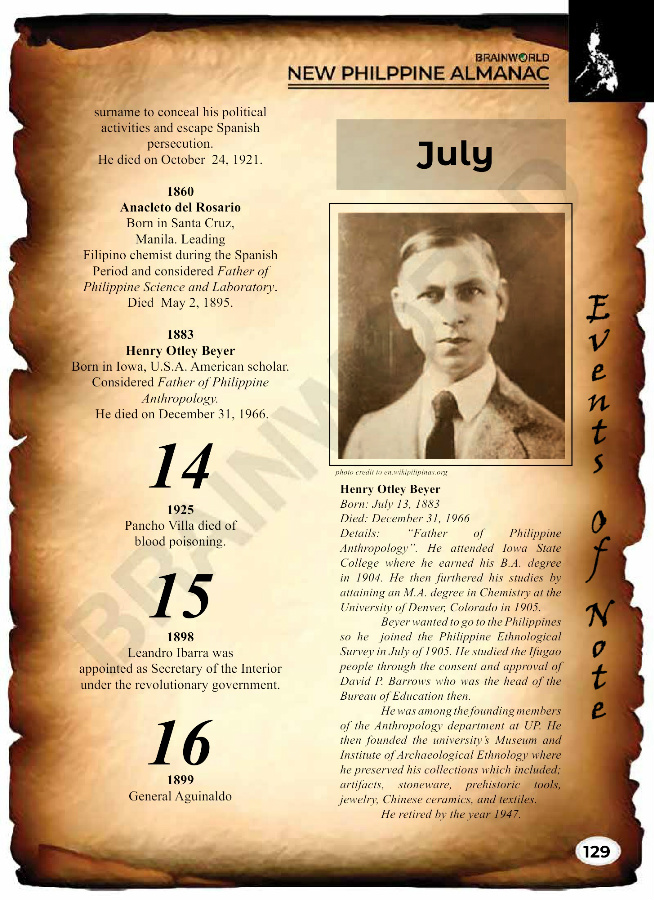 BRAINWORLD
NEW PHILPPINE ALMANAC
surname to conceal his political
activities and escape Spanish
persecution.
He died on October 24, 1921.
1860
Anacleto del Rosario
Born in Santa Cruz,
Manila. Leading
Filipino chemist during the Spanish
Period and considered Father of
Philippine Science and Laboratory.
Died May 2, 1895.
1883
Henry Otley Beyer
Born in Iowa, U.S.A. American scholar.
Considered Father of Philippine
Anthropology.
He died on December 31, 1966.
14
1925
Pancho Villa died of
blood poisoning.
15
1898
Leandro Ibarra was
appointed as Secretary of the Interior
under the revolutionary government.
16
1899
General Aguinaldo
July
photo credit to en.wikipilipinas.org
Henry Otley Beyer
Born: July 13, 1883
Died: December 31, 1966
Details: "Father of Philippine
Anthropology". He attended Iowa State
College where he earned his B.A. degree
in 1904. He then furthered his studies by
attaining an M.A. degree in Chemistry at the
University of Denver, Colorado in 1905.
Beyer wanted to go to the Philippines
so he joined the Philippine Ethnological
Survey in July of 1905. He studied the Ifugao
people through the consent and approval of
David P. Barrows who was the head of the
Bureau of Education then.
He was among the founding members
of the Anthropology department at UP. He
then founded the university's Museum and
Institute of Archaeological Ethnology where
he preserved his collections which included;
artifacts, stoneware, prehistoric tools,
jewelry, Chinese ceramics, and textiles.
He retired by the year 1947.
Events of Note
129
BRAINWORLD